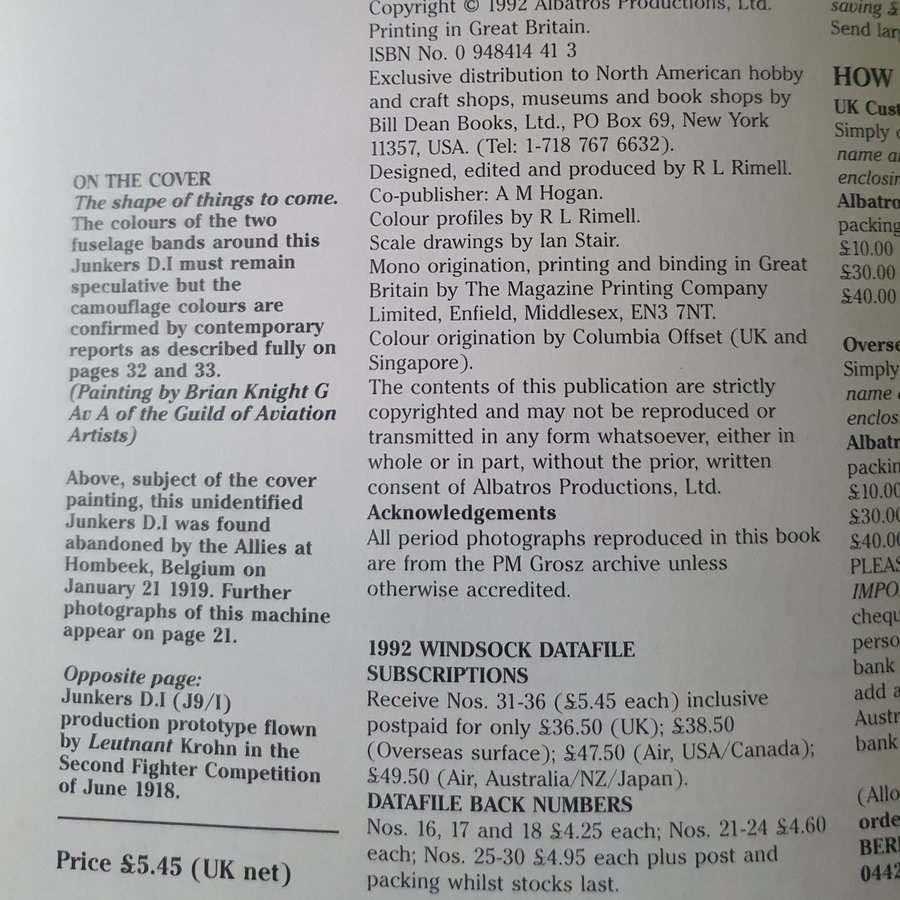 ON THE COVER
The shape of things to come.
The colours of the two
fuselage bands around this
Junkers D.I must remain
speculative but the
camouflage colours are
confirmed by contemporary
reports as described fully on
pages 32 and 33.
(Painting by Brian Knight G
Av A of the Guild of Aviation
Artists)
Above, subject of the cover
painting, this unidentified
Junkers D.I was found
abandoned by the Allies at
Hombeek, Belgium on
January 21 1919. Further
photographs of this machine
appear on page 21.
Opposite page:
Junkers D.I (J9/I)
production prototype flown
by Leutnant Krohn in the
Second Fighter Competition
of June 1918.
Price £5.45 (UK net)
Copyright © 1992 Albatros Productions, Ltd.
Printing in Great Britain.
ISBN No. 0 948414 41 3
Exclusive distribution to North American hobby
and craft shops, museums and book shops by
Bill Dean Books, Ltd., PO Box 69, New York
11357, USA. (Tel: 1-718 767 6632).
Designed, edited and produced by R L Rimell.
Co-publisher: A M Hogan.
Colour profiles by R L Rimell.
Scale drawings by Ian Stair.
Mono origination, printing and binding in Great
Britain by The Magazine Printing Company
Limited, Enfield, Middlesex, EN3 7NT.
Colour origination by Columbia Offset (UK and
Singapore).
The contents of this publication are strictly
copyrighted and may not be reproduced or
transmitted in any form whatsoever, either in
whole or in part, without the prior, written
consent of Albatros Productions, Ltd.
Acknowledgements
All period photographs reproduced in this book
are from the PM Grosz archive unless
otherwise accredited.
1992 WINDSOCK DATAFILE
SUBSCRIPTIONS
Receive Nos. 31-36 (£5.45 each) inclusive
postpaid for only £36.50 (UK); £38.50
(Overseas surface); £47.50 (Air, USA/Canada);
£49.50 (Air, Australia/NZ/Japan).
DATAFILE BACK NUMBERS
Nos. 16, 17 and 18 £4.25 each; Nos. 21-24 £4.60
each; Nos. 25-30 £4.95 each plus post and
packing whilst stocks last.
saving £
Send
HOW
UK
Simply
name
packing
£10.00
£30.00
£40.00
Simply
name
£30.00
bank
add
bank